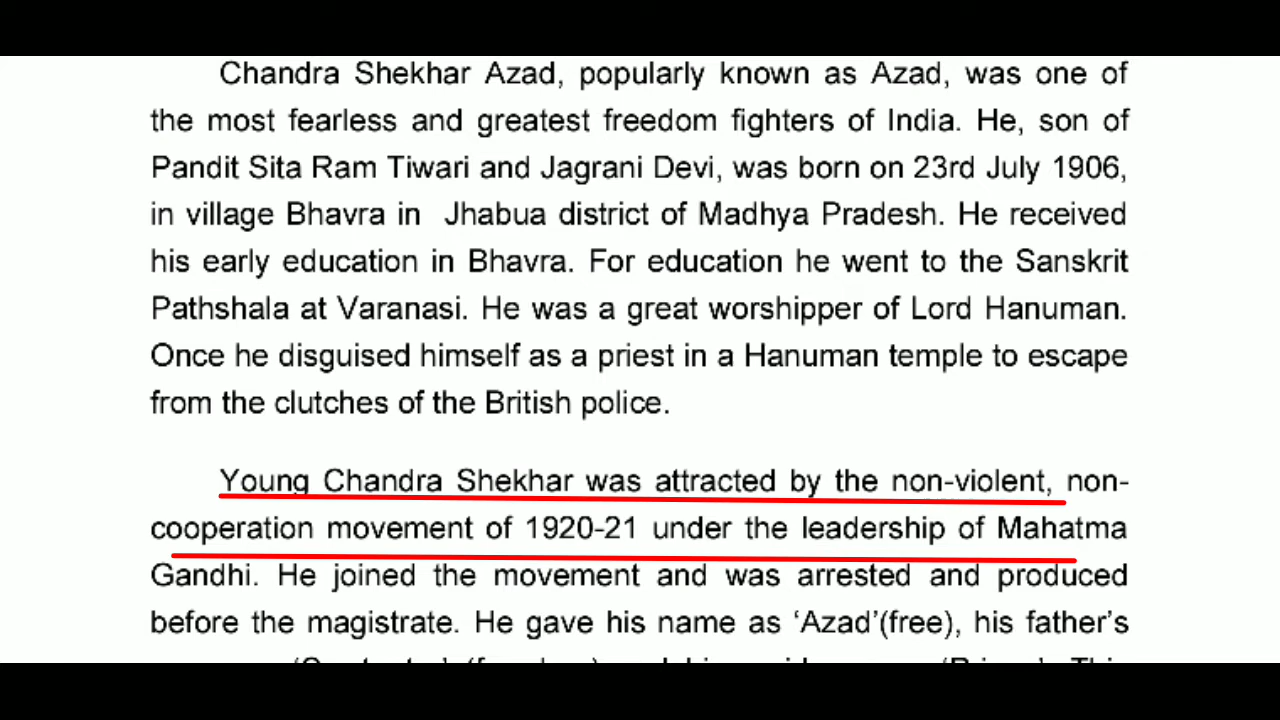 Chandra Shekhar Azad, popularly known as Azad, was one of
the most fearless and greatest freedom fighters of India. He, son of
Pandit Sita Ram Tiwari and Jagrani Devi, was born on 23rd July 1906,
in village Bhavra in Jhabua district of Madhya Pradesh. He received
his early education in Bhavra. For education he went to the Sanskrit
Pathshala at Varanasi. He was a great worshipper of Lord Hanuman.
Once he disguised himself as a priest in a Hanuman temple to escape
from the clutches of the British police.
Young Chandra Shekhar was attracted by the non-violent, non-
cooperation movement of 1920-21 under the leadership of Mahatma
Gandhi. He joined the movement and was arrested and produced
before the magistrate. He gave his name as ‘Azad’(free), his father’s